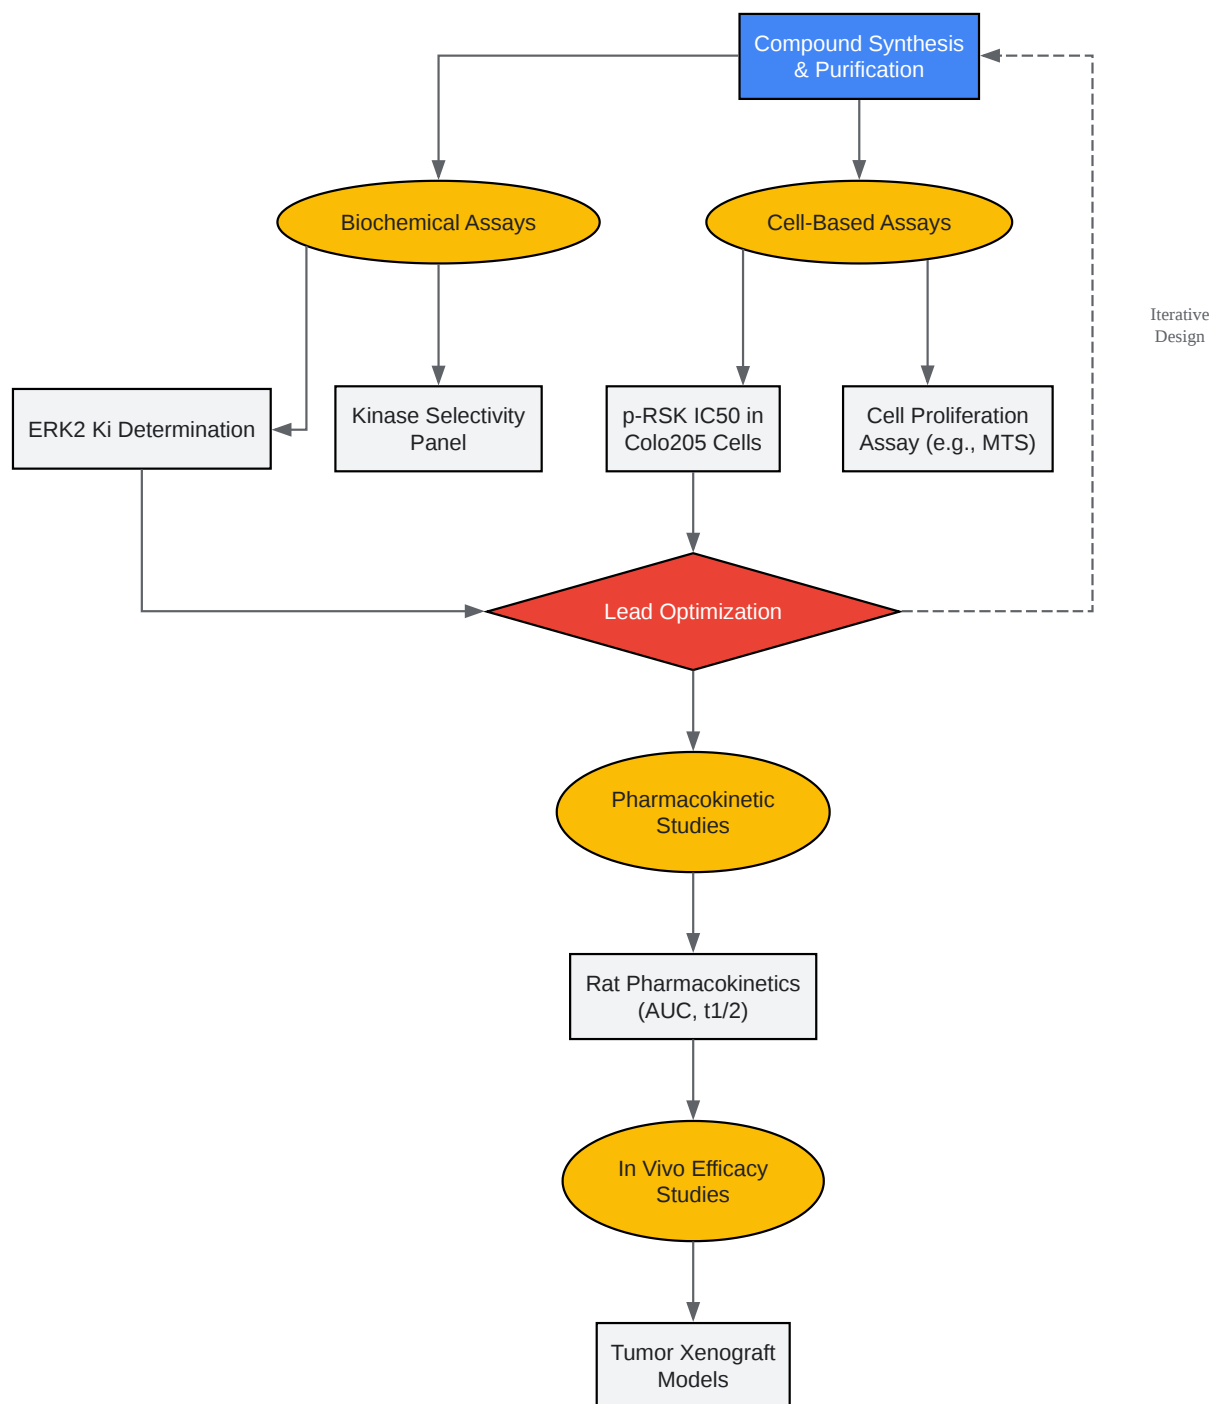 Compound Synthesis
& Purification
Biochemical Assays
Cell-Based Assays
Iterative
Design
ERK2 Ki Determination
Kinase Selectivity
Panel
p-RSK IC50 in
Colo205 Cells
Cell Proliferation
Assay (e.g., MTS)
Lead Optimization
Pharmacokinetic
Studies
Rat Pharmacokinetics
(AUC, t1/2)
In Vivo Efficacy
Studies
Tumor Xenograft
Models